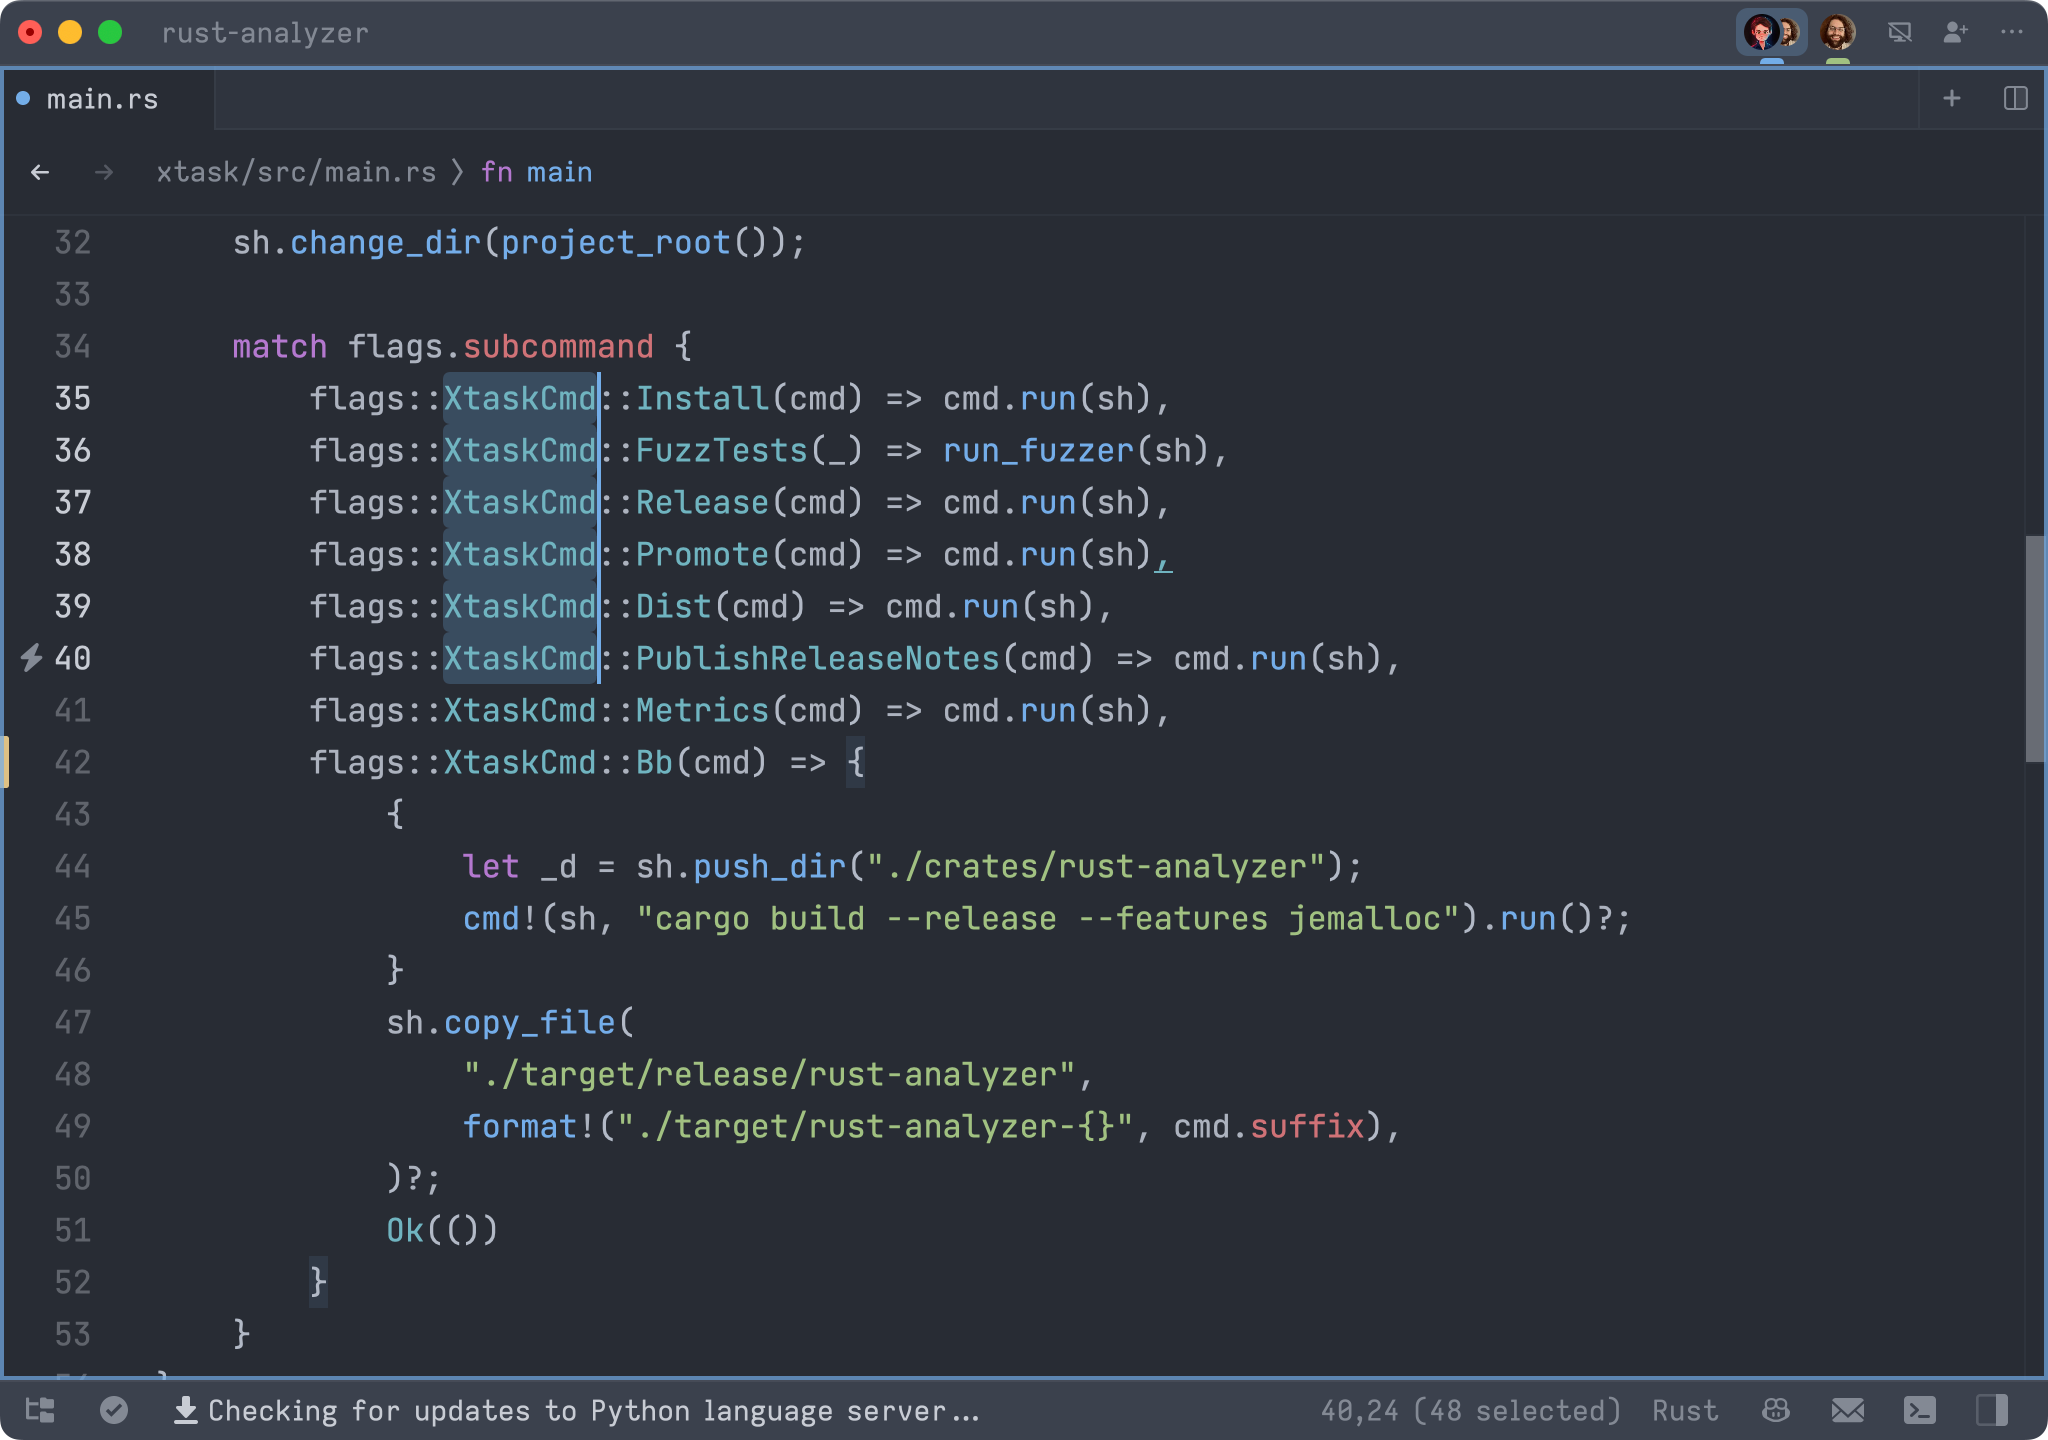 rust-analyzer
main.rs
xtask/src/main.rs 〉 fn main
32 sh.change_dir(project_root());
33
34 match flags.subcommand {
35 flags::XtaskCmd::Install(cmd) => cmd.run(sh),
36 flags::XtaskCmd::FuzzTests(_) => run_fuzzer(sh),
37 flags::XtaskCmd::Release(cmd) => cmd.run(sh),
38 flags::XtaskCmd::Promote(cmd) => cmd.run(sh),
39 flags::XtaskCmd::Dist(cmd) => cmd.run(sh),
40 flags::XtaskCmd::PublishReleaseNotes(cmd) => cmd.run(sh),
41 flags::XtaskCmd::Metrics(cmd) => cmd.run(sh),
42 flags::XtaskCmd::Bb(cmd) => {
43 {
44 let _d = sh.push_dir("./crates/rust-analyzer");
45 cmd!(sh, "cargo build --release --features jemalloc").run()?;
46 }
47 sh.copy_file(
48 "./target/release/rust-analyzer",
49 format!("./target/rust-analyzer-{}", cmd.suffix),
50 )?;
51 Ok(())
52 }
53 }
Checking for updates to Python language server… 40,24 (48 selected) Rust